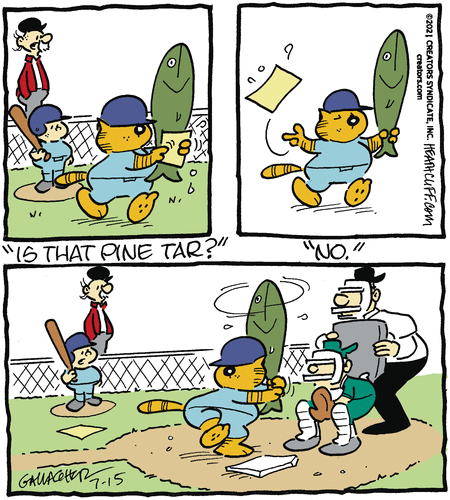 ©2021 CREATORS SYNDICATE, INC. HEATHCLIFF.com
creators.com
"IS THAT PINE TAR?"
"NO."
GALLAGHER
7-15